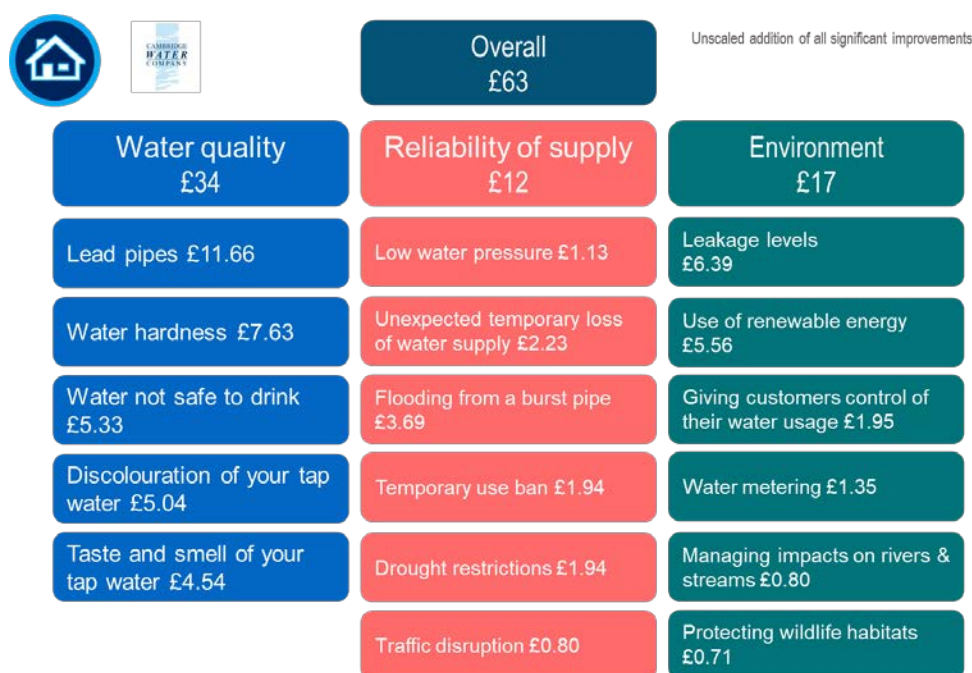 CAMBRIDGE
WATER
COMPANY
Overall
£63
Unscaled addition of all significant improvements
Water quality
£34
Lead pipes £11.66
Water hardness £7.63
Water not safe to drink
£5.33
Discolouration of your tap
water £5.04
Taste and smell of your
tap water £4.54
Reliability of supply
£12
Low water pressure £1.13
Unexpected temporary loss
of water supply £2.23
Flooding from a burst pipe
£3.69
Temporary use ban £1.94
Drought restrictions £1.94
Traffic disruption £0.80
Environment
£17
Leakage levels
£6.39
Use of renewable energy
£5.56
Giving customers control of
their water usage £1.95
Water metering £1.35
Managing impacts on rivers &
streams £0.80
Protecting wildlife habitats
£0.71